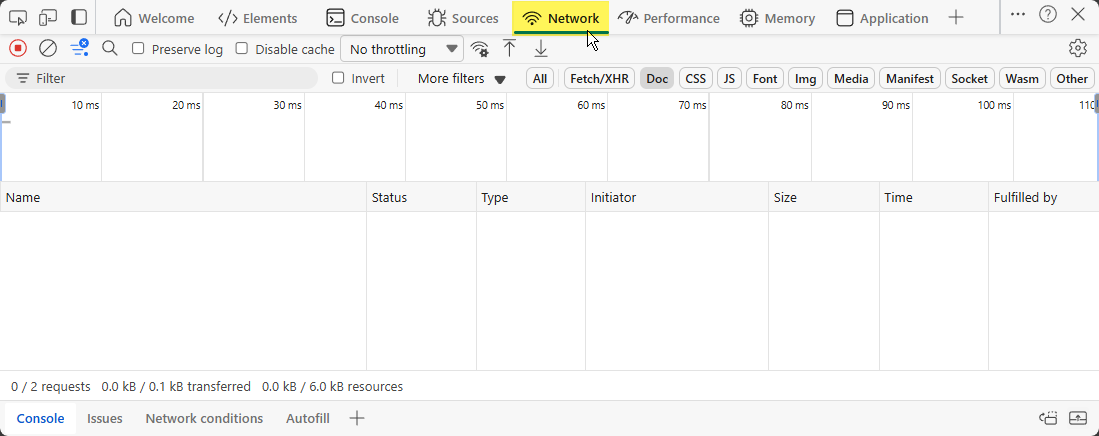 Welcome Elements Console Sources Network Performance Memory Application
Preserve log Disable cache No throttling
Filter Invert More filters All Fetch/XHR Doc CSS JS Font Img Media Manifest Socket Wasm Other
10 ms 20 ms 30 ms 40 ms 50 ms 60 ms 70 ms 80 ms 90 ms 100 ms 110
Name Status Type Initiator Size Time Fulfilled by
0 / 2 requests 0.0 kB / 0.1 kB transferred 0.0 kB / 6.0 kB resources
Console Issues Network conditions Autofill